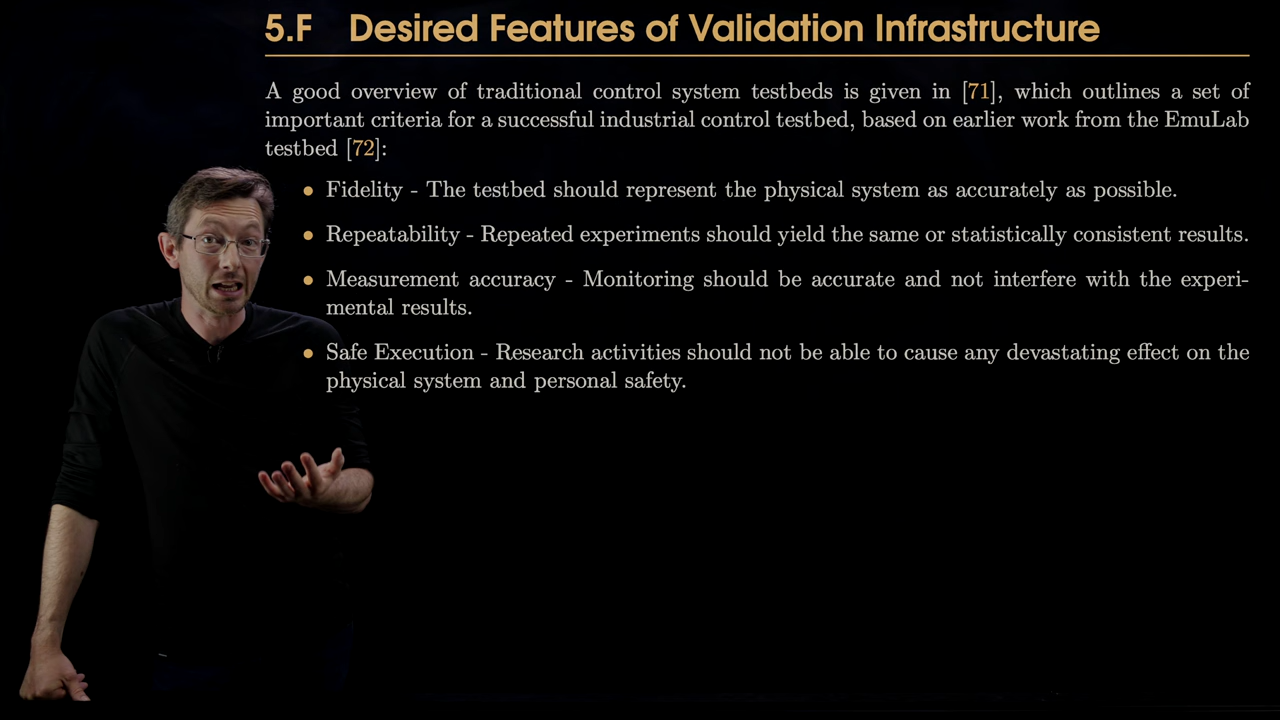 5.F Desired Features of Validation Infrastructure
A good overview of traditional control system testbeds is given in [71], which outlines a set of
important criteria for a successful industrial control testbed, based on earlier work from the EmuLab
testbed [72]:
• Fidelity - The testbed should represent the physical system as accurately as possible.
• Repeatability - Repeated experiments should yield the same or statistically consistent results.
• Measurement accuracy - Monitoring should be accurate and not interfere with the experi-
mental results.
• Safe Execution - Research activities should not be able to cause any devastating effect on the
physical system and personal safety.